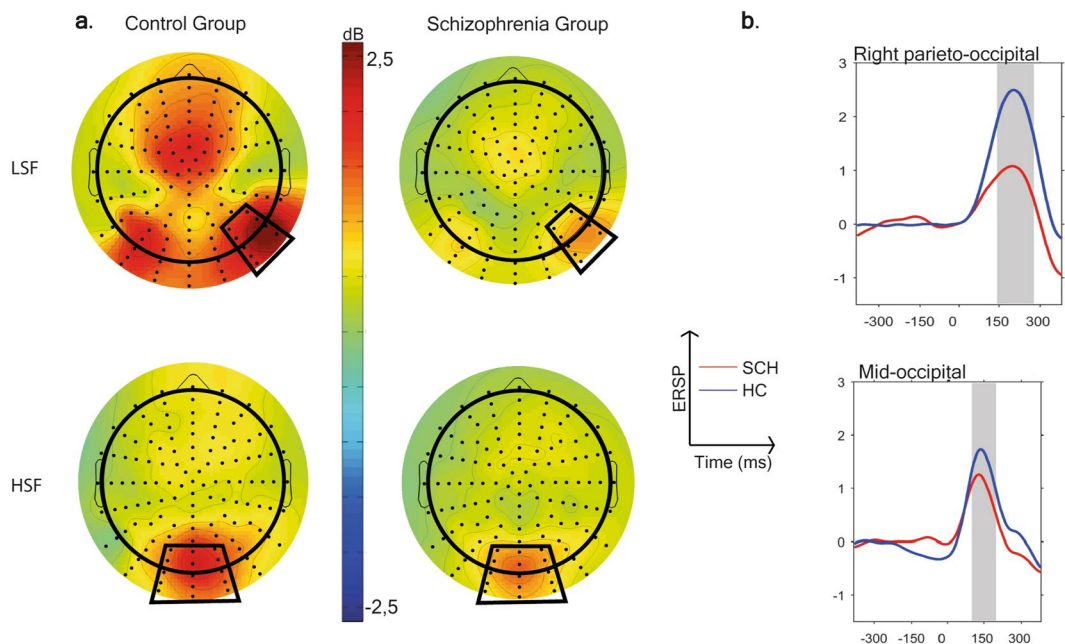 a.
Control Group
Schizophrenia Group
b.
dB
2,5
-2,5
LSF
HSF
Right parieto-occipital
3
2
1
0
-1
-300 -150 0 150 300
SCH
HC
ERSP
Time (ms)
Mid-occipital
3
2
1
0
-1
-300 -150 0 150 300